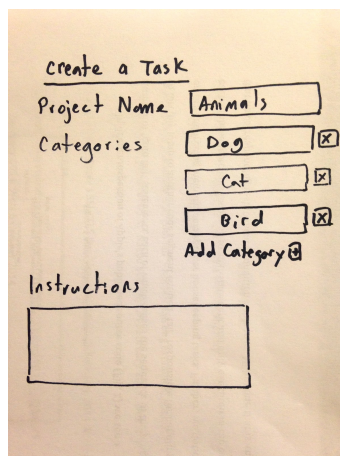 Create a Task
Project Name Animals
Categories Dog X
Cat X
Bird X
Add Category +
Instructions